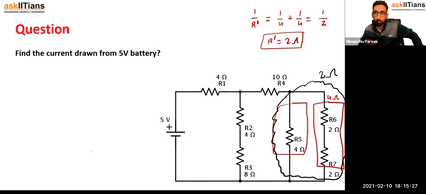 askIITians
askIITians
Question
1/R' = 1/4 + 1/4 = 1/2
R' = 2Ω
Find the current drawn from 5V battery?
2Ω
4 Ω
R1
10 Ω
R4
4Ω
5 V
+
R2
4 Ω
R5
4 Ω
R6
2 Ω
R3
8 Ω
R7
2 Ω
2021-02-10 18:15:27